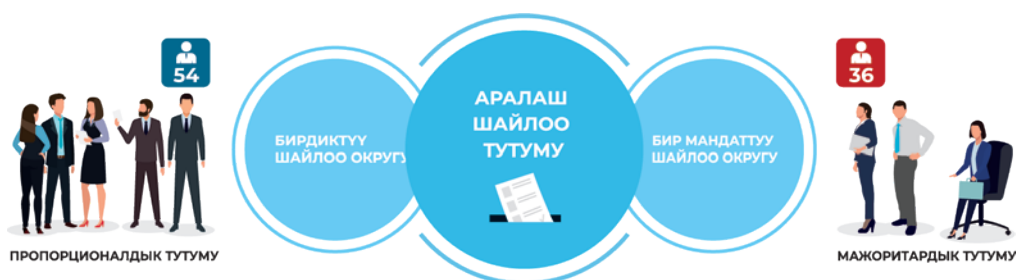 54
ПРОПОРЦИОНАЛДЫК ТУТУМУ
БИРДИКТҮҮ
ШАЙЛОО ОКРУГУ
АРАЛАШ
ШАЙЛОО
ТУТУМУ
БИР МАНДАТТУУ
ШАЙЛОО ОКРУГУ
36
МАЖОРИТАРДЫК ТУТУМУ